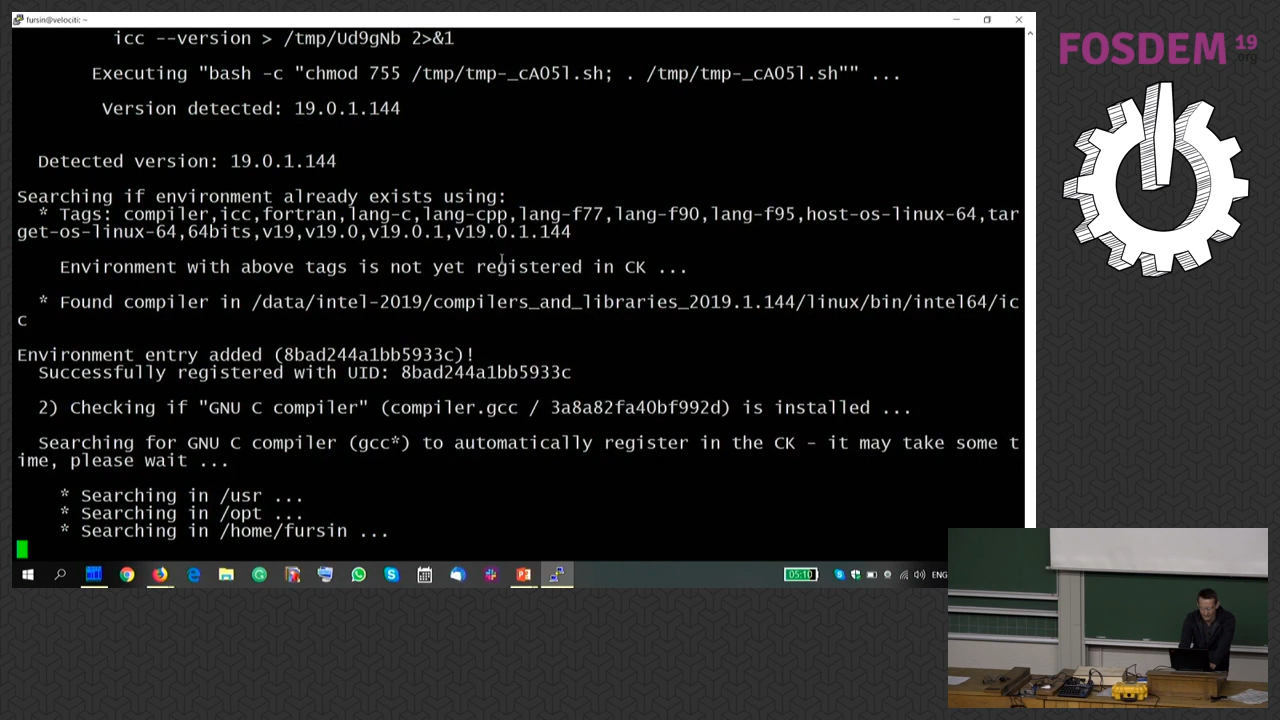 fursin@velociti: ~
icc --version > /tmp/Ud9gNb 2>&1
Executing "bash -c "chmod 755 /tmp/tmp-_cA05l.sh; . /tmp/tmp-_cA05l.sh"" ...
Version detected: 19.0.1.144
Detected version: 19.0.1.144
Searching if environment already exists using:
* Tags: compiler,icc,fortran,lang-c,lang-cpp,lang-f77,lang-f90,lang-f95,host-os-linux-64,tar
get-os-linux-64,64bits,v19,v19.0,v19.0.1,v19.0.1.144
Environment with above tags is not yet registered in CK ...
* Found compiler in /data/intel-2019/compilers_and_libraries_2019.1.144/linux/bin/intel64/ic
c
Environment entry added (8bad244a1bb5933c)!
Successfully registered with UID: 8bad244a1bb5933c
2) Checking if "GNU C compiler" (compiler.gcc / 3a8a82fa40bf992d) is installed ...
Searching for GNU C compiler (gcc*) to automatically register in the CK - it may take some t
ime, please wait ...
* Searching in /usr ...
* Searching in /opt ...
* Searching in /home/fursin ...
05:10
ENG
FOSDEM 19
.org